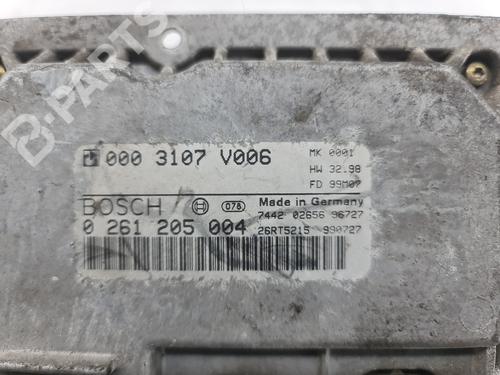 B-PARTS
000 3107 V006
MK 0001
HW 32.98
FD 99M07
BOSCH
076
Made in Germany
0 261 205 004
7442 02656 96727
26RT5215 990727